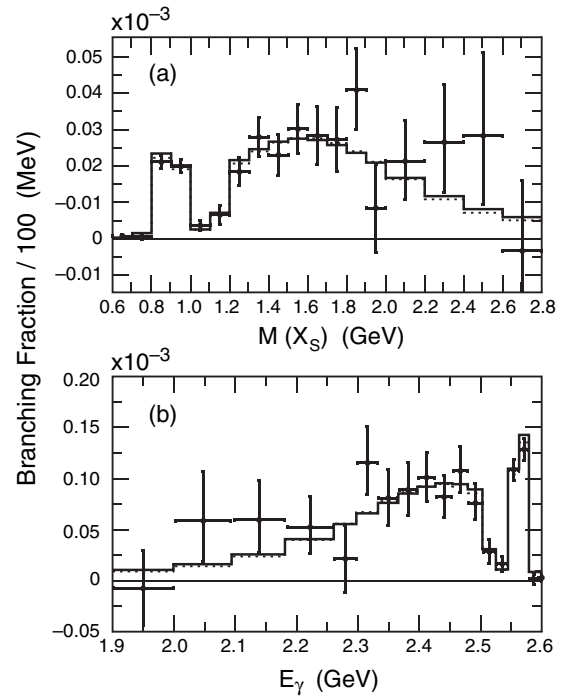 x10–3
0.05
(a)
0.04
0.03
0.02
–0.01
0
–0.01
0.6 0.8 1.0 1.2 1.4 1.6 1.8 2.0 2.2 2.4 2.6 2.8
M (XS) (GeV)
Branching Fraction / 100 (MeV)
x10–3
0.20
(b)
0.15
0.10
0.05
0
–0.05
1.9 2.0 2.1 2.2 2.3 2.4 2.5 2.6
Eγ (GeV)